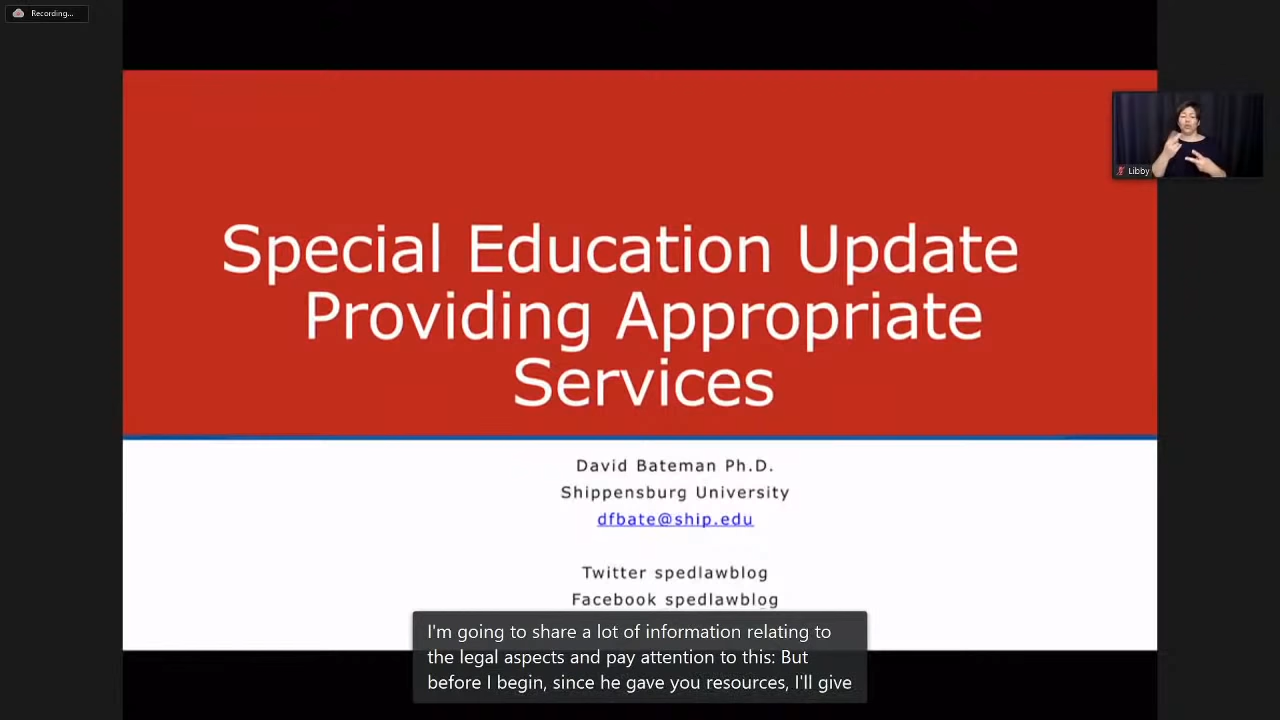 Recording...
Special Education Update
Providing Appropriate
Services
Libby
David Bateman Ph.D.
Shippensburg University
dfbate@ship.edu
Twitter spedlawblog
Facebook spedlawblog
I'm going to share a lot of information relating to
the legal aspects and pay attention to this: But
before I begin, since he gave you resources, I'll give